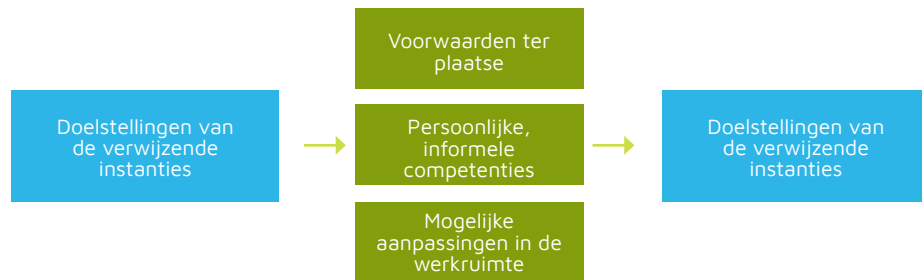 Doelstellingen van
de verwijzende
instanties
Voorwaarden ter
plaatse
Persoonlijke,
informele
competenties
Mogelijke
aanpassingen in de
werkruimte
Doelstellingen van
de verwijzende
instanties